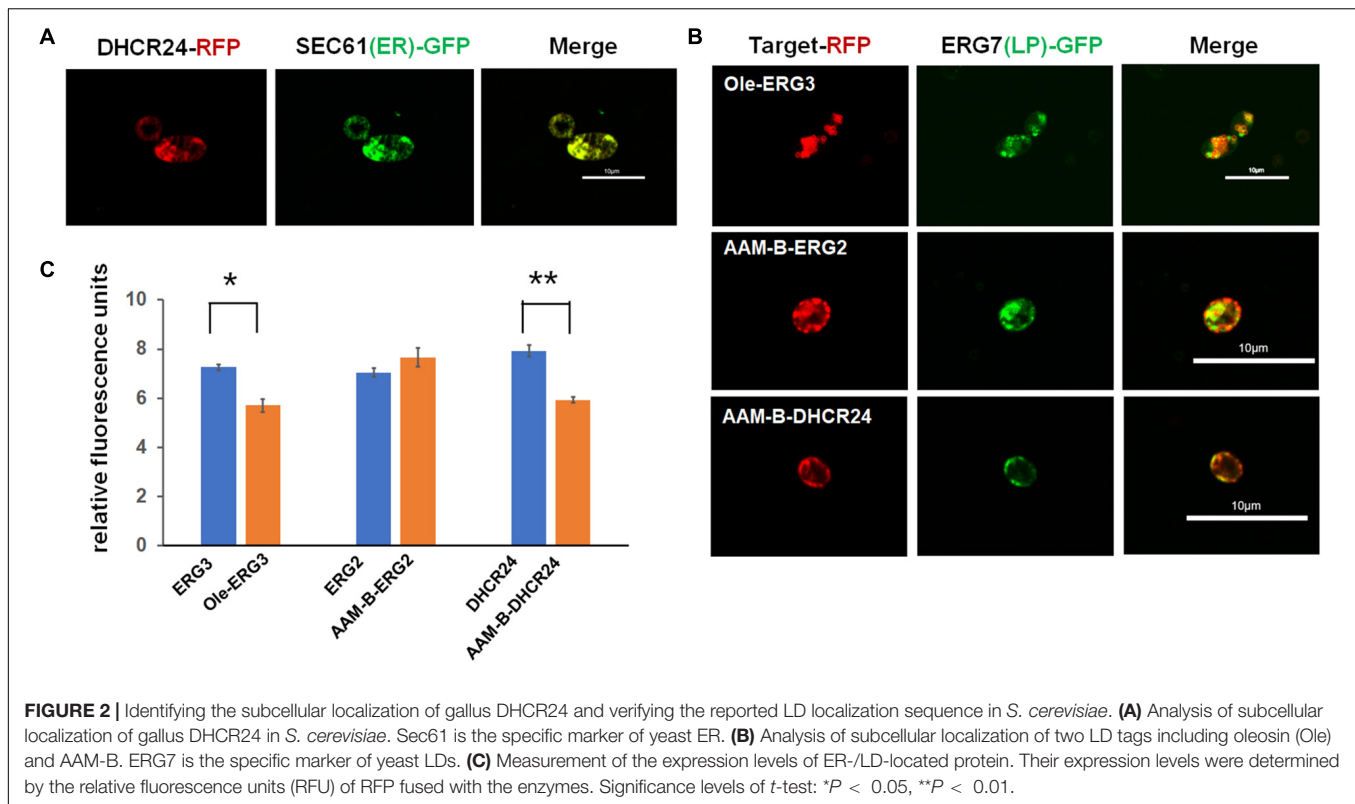 A
DHCR24-RFP SEC61(ER)-GFP Merge
10µm
B
Target-RFP ERG7(LP)-GFP Merge
Ole-ERG3
10µm
AAM-B-ERG2
10µm
AAM-B-DHCR24
10µm
C
relative fluorescence units
10
8
6
4
2
0
* **
ERG3 Ole-ERG3 ERG2 AAM-B-ERG2 DHCR24 AAM-B-DHCR24
FIGURE 2 | Identifying the subcellular localization of gallus DHCR24 and verifying the reported LD localization sequence in S. cerevisiae. (A) Analysis of subcellular
localization of gallus DHCR24 in S. cerevisiae. Sec61 is the specific marker of yeast ER. (B) Analysis of subcellular localization of two LD tags including oleosin (Ole)
and AAM-B. ERG7 is the specific marker of yeast LDs. (C) Measurement of the expression levels of ER-/LD-located protein. Their expression levels were determined
by the relative fluorescence units (RFU) of RFP fused with the enzymes. Significance levels of t-test: *P < 0.05, **P < 0.01.